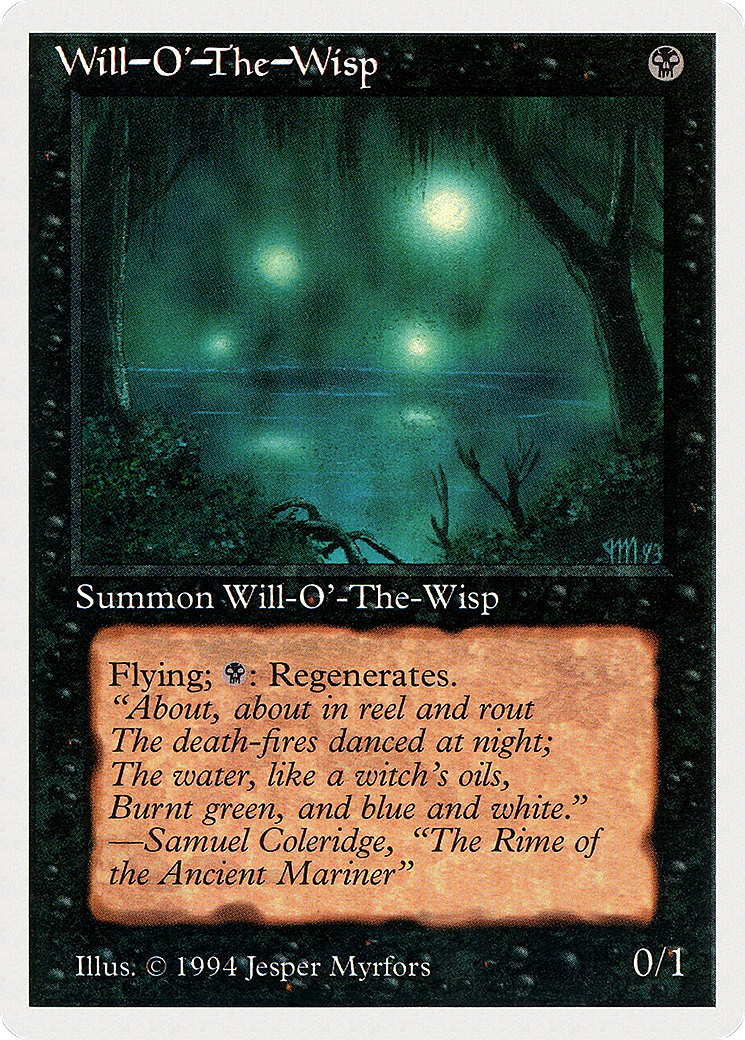 Will-O'-The-Wisp
JM 93
Summon Will-O'-The-Wisp
Flying; : Regenerates.
“About, about in reel and rout
The death-fires danced at night;
The water, like a witch’s oils,
Burnt green, and blue and white.”
—Samuel Coleridge, “The Rime of
the Ancient Mariner”
Illus. © 1994 Jesper Myrfors
0/1